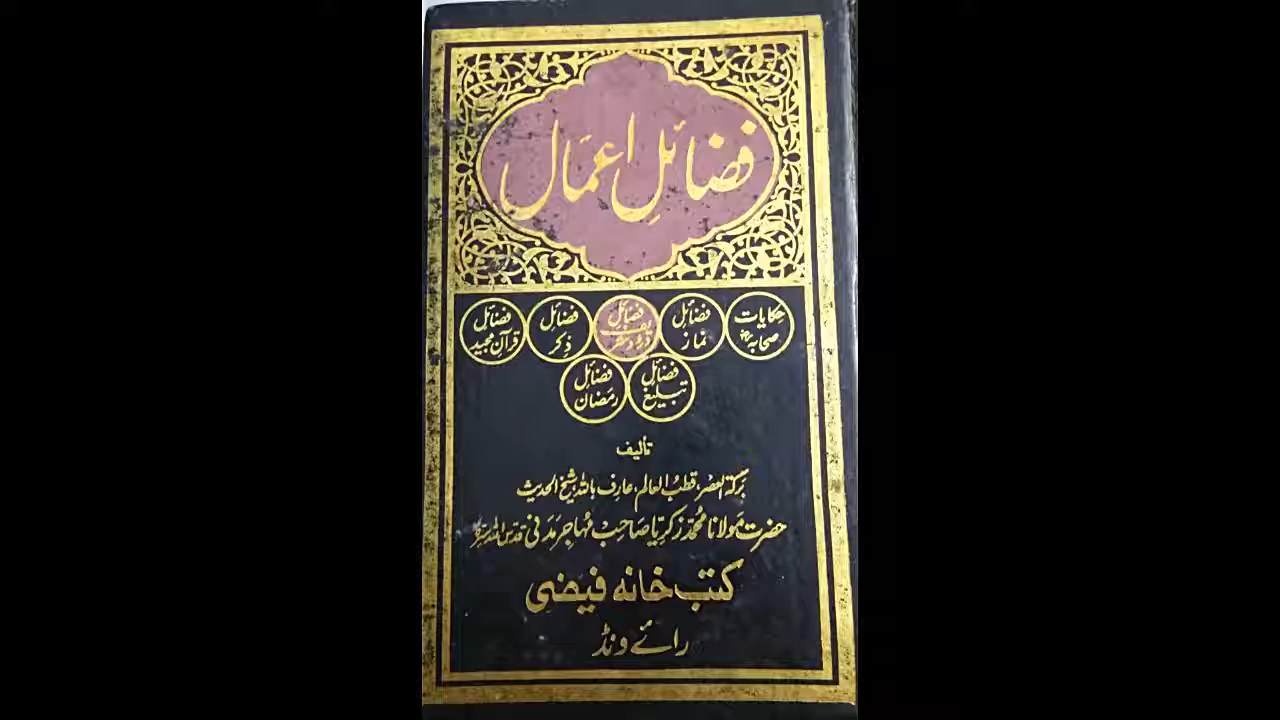 فضائلِ اعمال
حکایات صحابہؓ
فضائلِ نماز
فضائلِ درود شریف
فضائلِ ذکر
فضائلِ قرآن مجید
فضائلِ تبلیغ
فضائلِ رمضان
تألیف
برکۃ العصر، قطب العالم، عارف باللہ شیخ الحدیث
حضرت مولانا محمد زکریا صاحب مہاجر مدنی قدس اللہ سرہٗ
کتب خانہ فیضی
رائے ونڈ